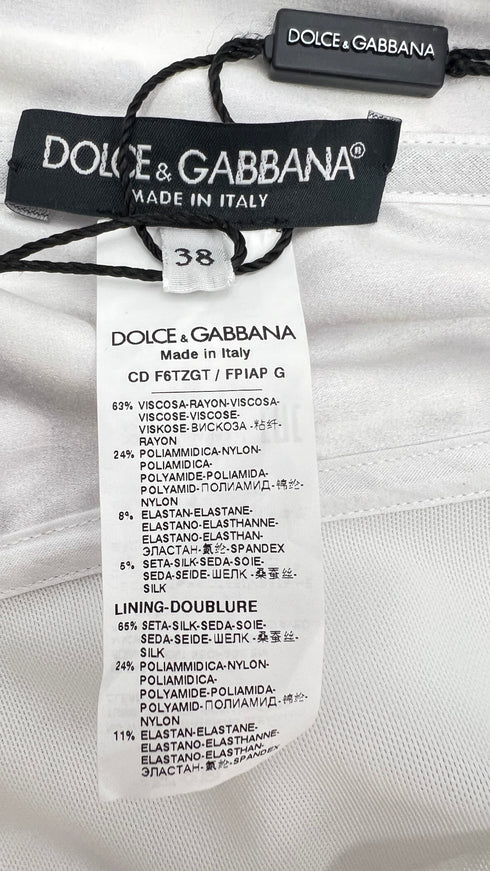 DOLCE & GABBANA
DOLCE & GABBANA®
MADE IN ITALY
38
DOLCE & GABBANA
Made in Italy
CD F6TZGT / FPIAP G
63% VISCOSA-RAYON-VISCOSA-
VISCOSE-VISCOSE-
VISKOSE-ВИСКОЗА-粘纤-
RAYON
24% POLIAMMIDICA-NYLON-
POLIAMIDICA-
POLYAMIDE-POLIAMIDA-
POLYAMID-ПОЛИАМИД-锦纶-
NYLON
8% ELASTAN-ELASTANE-
ELASTANO-ELASTHANNE-
ELASTANO-ELASTHAN-
ЭЛАСТАН-氨纶-SPANDEX
5% SETA-SILK-SEDA-SOIE-
SEDA-SEIDE-ШЕЛК-桑蚕丝-
SILK
LINING-DOUBLURE
65% SETA-SILK-SEDA-SOIE-
SEDA-SEIDE-ШЕЛК-桑蚕丝-
SILK
24% POLIAMMIDICA-NYLON-
POLIAMIDICA-
POLYAMIDE-POLIAMIDA-
POLYAMID-ПОЛИАМИД-锦纶-
NYLON
11% ELASTAN-ELASTANE-
ELASTANO-ELASTHANNE-
ELASTANO-ELASTHAN-
ЭЛАСТАН-氨纶-SPANDEX